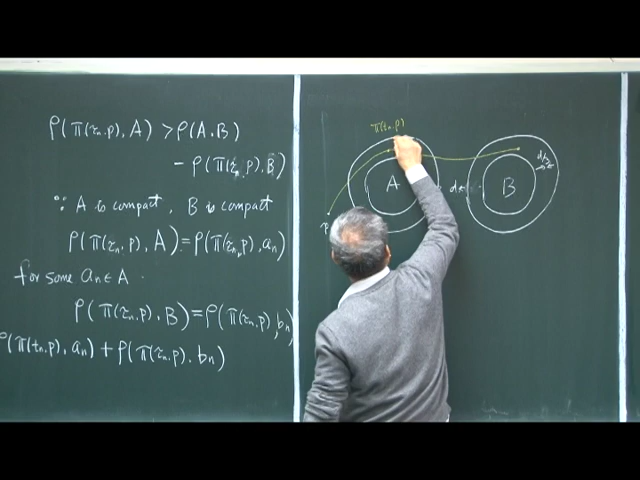 ρ(π(τₙ,p), A) > ρ(A,B)
- ρ(π(τₙ,p), B)
∵ A is compact, B is compact
ρ(π(τₙ,p), A) = ρ(π(τₙ,p), aₙ)
for some aₙ ∈ A.
ρ(π(τₙ,p), B) = ρ(π(τₙ,p), bₙ)
ρ(π(τₙ,p), aₙ) + ρ(π(τₙ,p), bₙ)
π(tₙ,p)
A
B
p